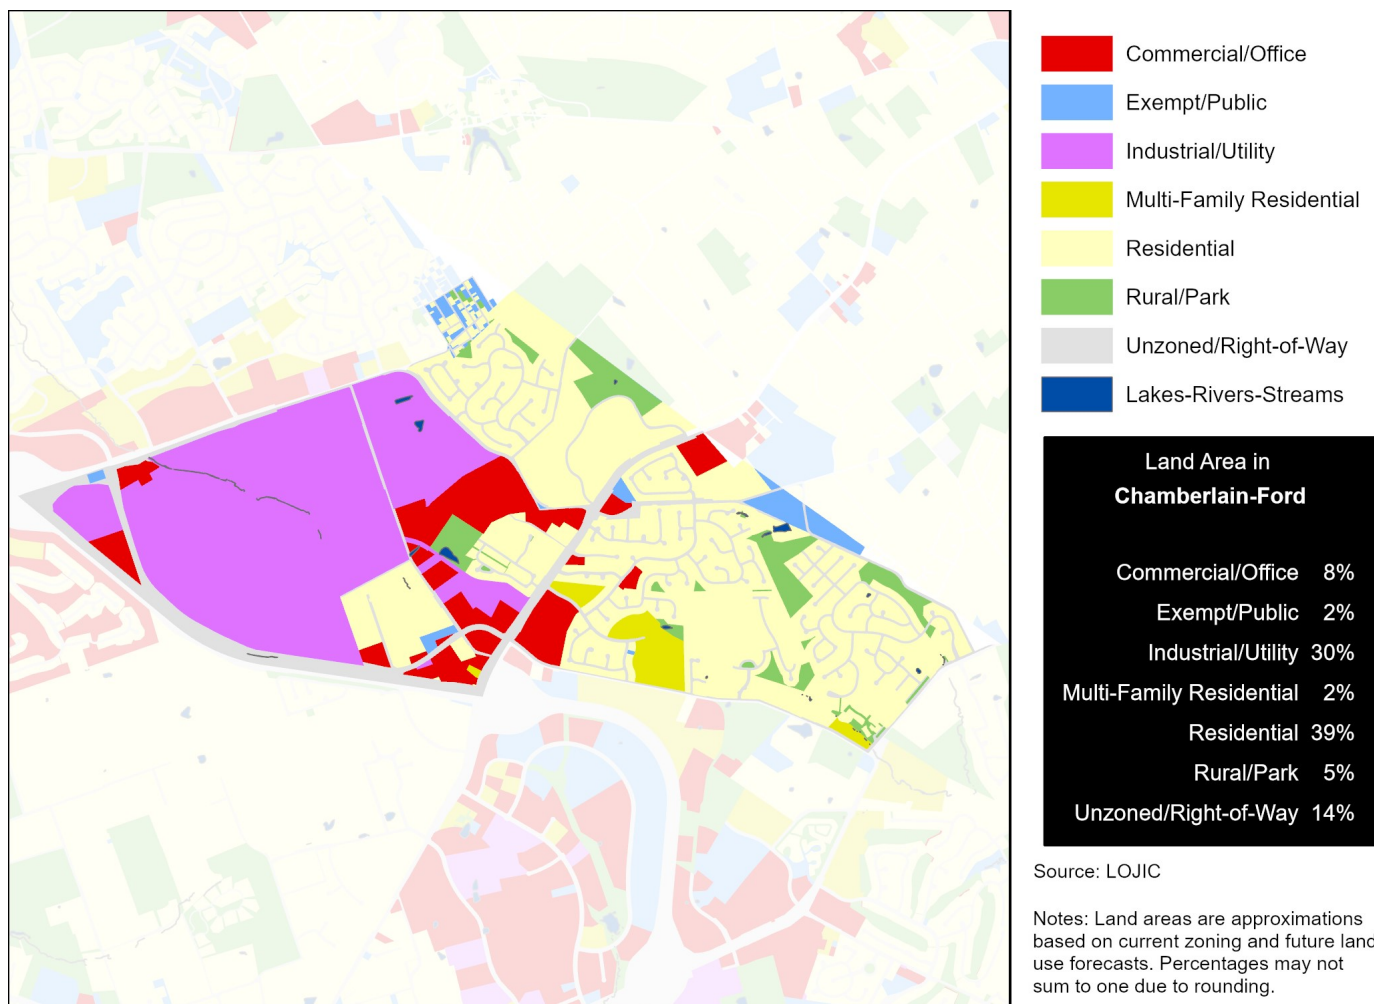 Commercial/Office
Exempt/Public
Industrial/Utility
Multi-Family Residential
Residential
Rural/Park
Unzoned/Right-of-Way
Lakes-Rivers-Streams
Land Area in
Chamberlain-Ford
Commercial/Office 8%
Exempt/Public 2%
Industrial/Utility 30%
Multi-Family Residential 2%
Residential 39%
Rural/Park 5%
Unzoned/Right-of-Way 14%
Source: LOJIC
Notes: Land areas are approximations
based on current zoning and future land
use forecasts. Percentages may not
sum to one due to rounding.